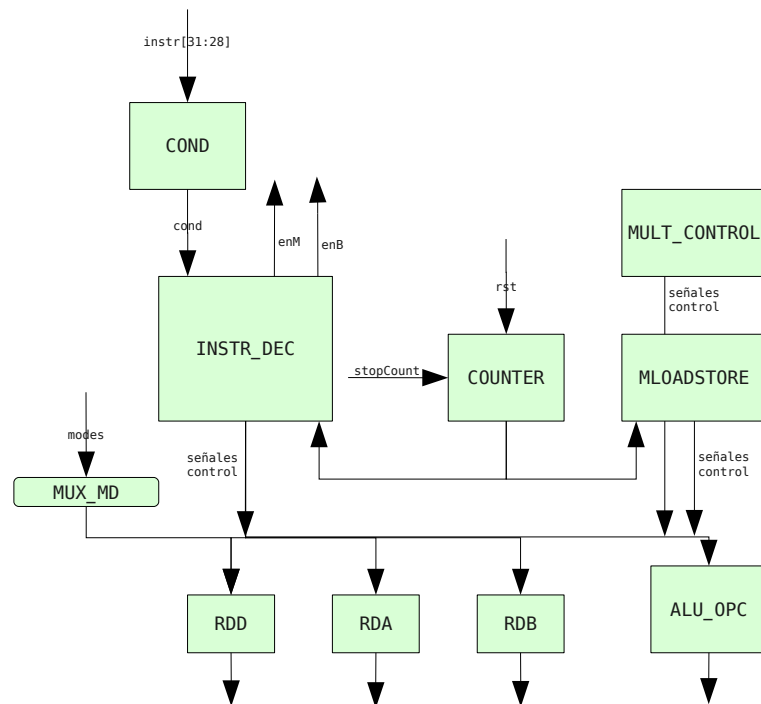 instr[31:28]
COND
cond
enM
enB
MULT_CONTROL
rst
señales
control
INSTR_DEC
stopCount
COUNTER
MLOADSTORE
modes
señales
control
señales
control
MUX_MD
RDD
RDA
RDB
ALU_OPC